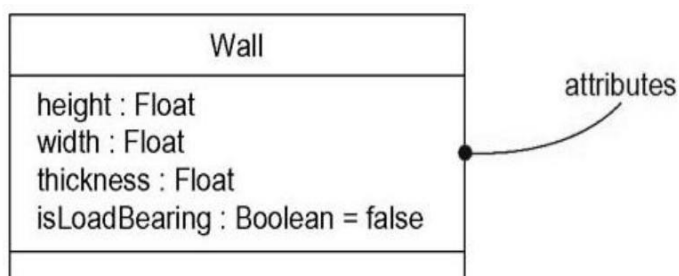 Wall
attributes
height : Float
width : Float
thickness : Float
isLoadBearing : Boolean = false